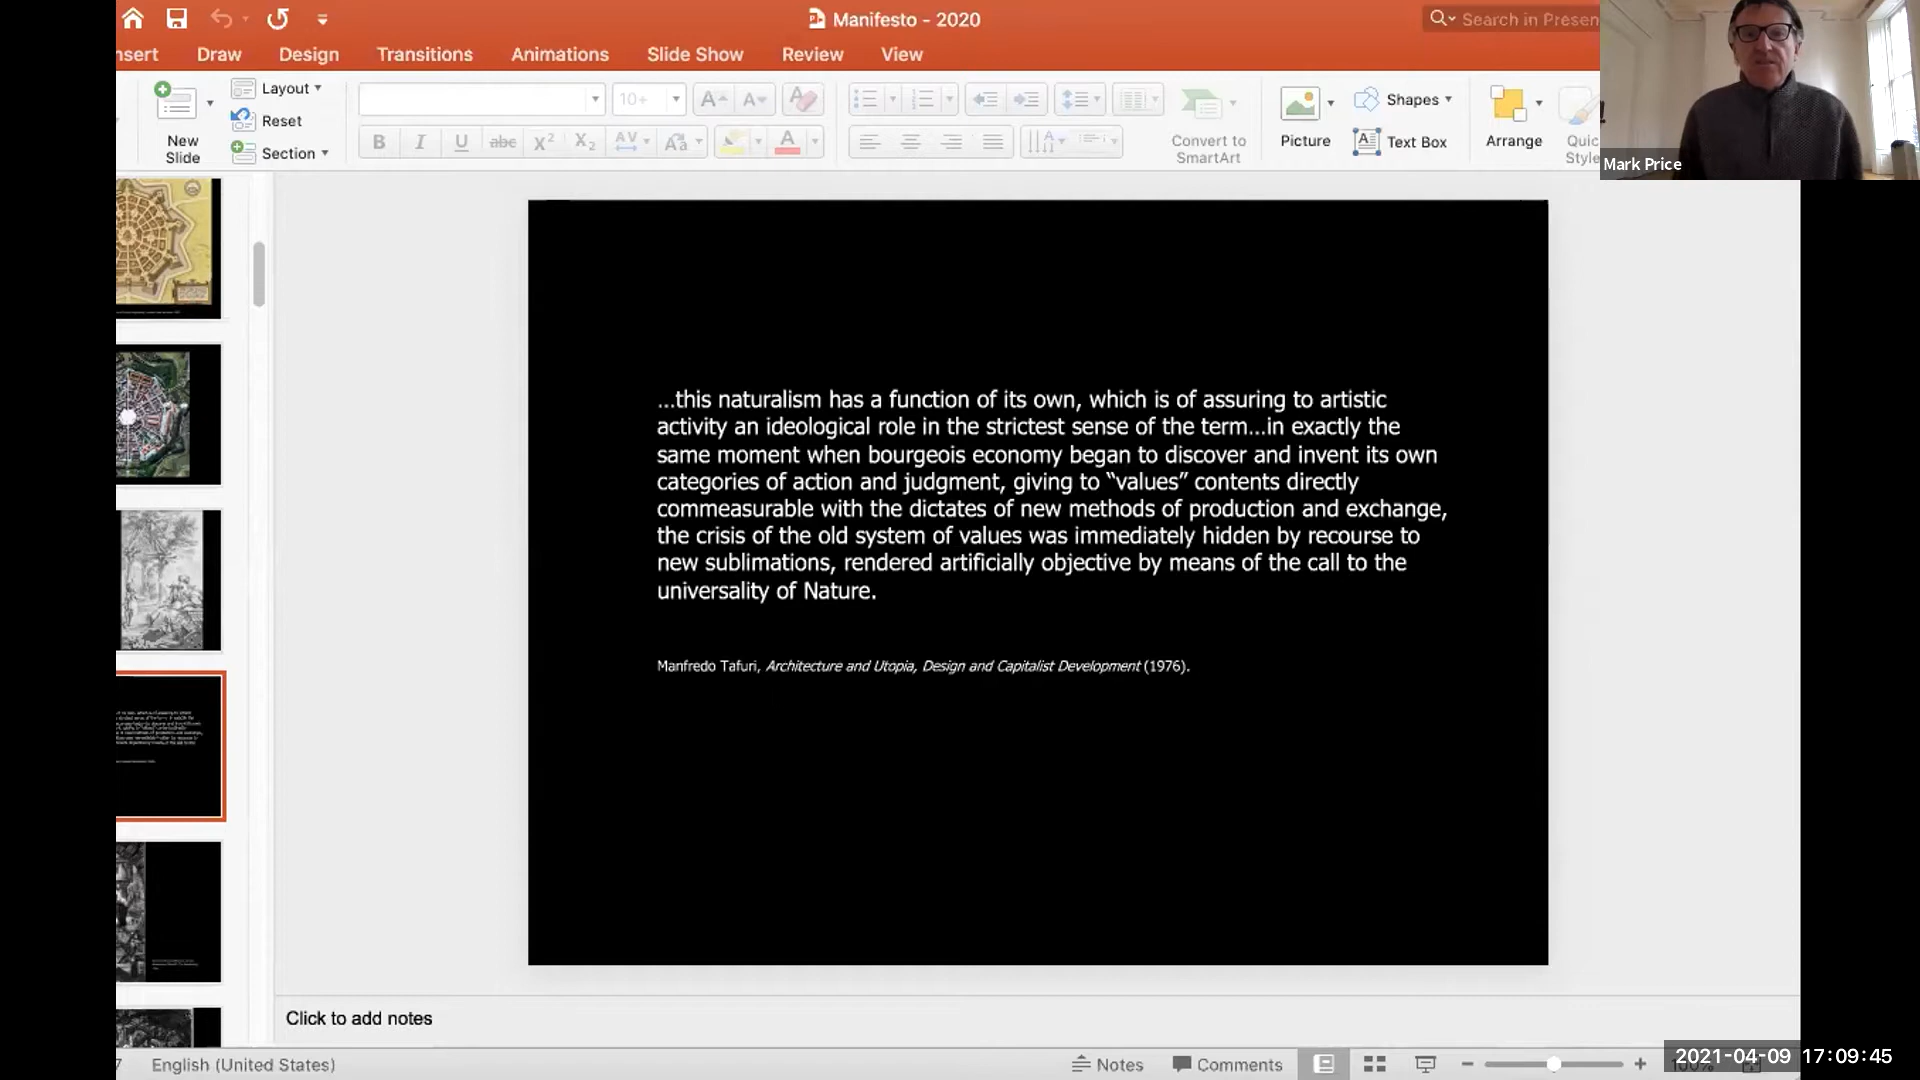 Manifesto - 2020
Search in Presen
nsert Draw Design Transitions Animations Slide Show Review View
New Slide
Layout
Reset
Section
10+
Convert to SmartArt
Picture
Shapes
Text Box
Arrange
Quic
Style
Mark Price
…this naturalism has a function of its own, which is of assuring to artistic
activity an ideological role in the strictest sense of the term…in exactly the
same moment when bourgeois economy began to discover and invent its own
categories of action and judgment, giving to “values” contents directly
commeasurable with the dictates of new methods of production and exchange,
the crisis of the old system of values was immediately hidden by recourse to
new sublimations, rendered artificially objective by means of the call to the
universality of Nature.
Manfredo Tafuri, Architecture and Utopia, Design and Capitalist Development (1976).
Click to add notes
English (United States)
Notes
Comments
2021-04-09 17:09:45